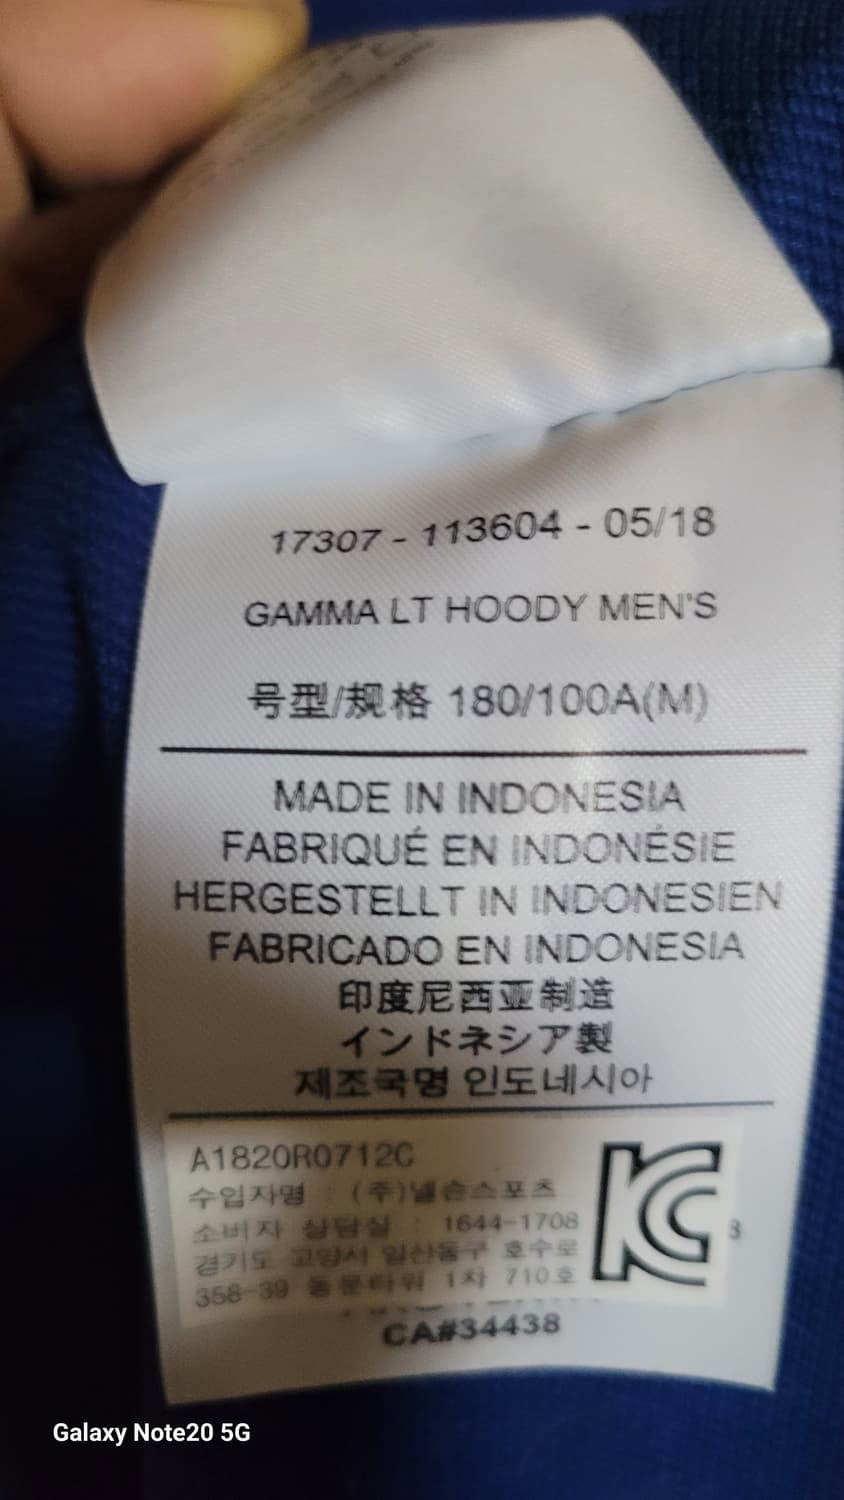 17307 - 113604 - 05/18
GAMMA LT HOODY MEN'S
号型/规格 180/100A(M)
MADE IN INDONESIA
FABRIQUÉ EN INDONÉSIE
HERGESTELLT IN INDONESIEN
FABRICADO EN INDONESIA
印度尼西亚制造
インドネシア製
제조국명 인도네시아
A1820R0712C
수입자명 : (주)넬슨스포츠
소비자 상담실 : 1644-1708
경기도 고양시 일산동구 호수로
358-39 동문타워 1차 710호
8
CA#34438
Galaxy Note20 5G